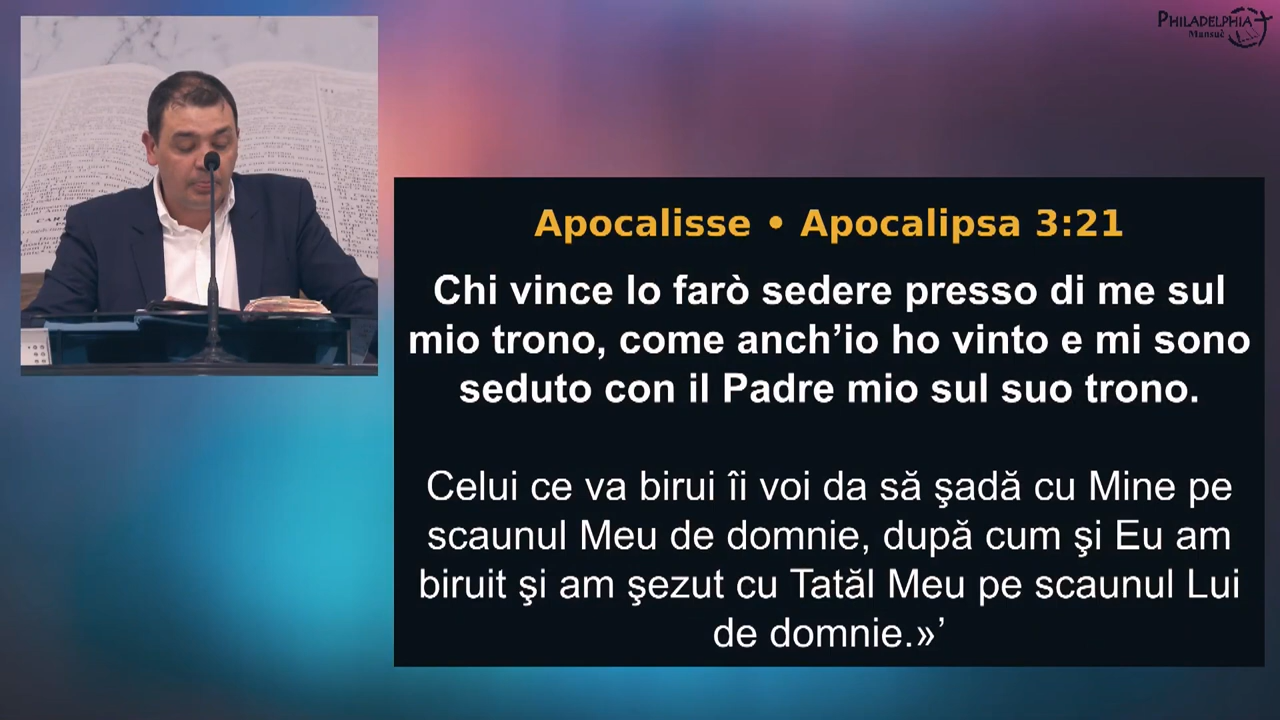 PHILADELPHIA
Mansuè
Apocalisse • Apocalipsa 3:21
Chi vince lo farò sedere presso di me sul
mio trono, come anch’io ho vinto e mi sono
seduto con il Padre mio sul suo trono.
Celui ce va birui îi voi da să şadă cu Mine pe
scaunul Meu de domnie, după cum şi Eu am
biruit şi am şezut cu Tatăl Meu pe scaunul Lui
de domnie.»’